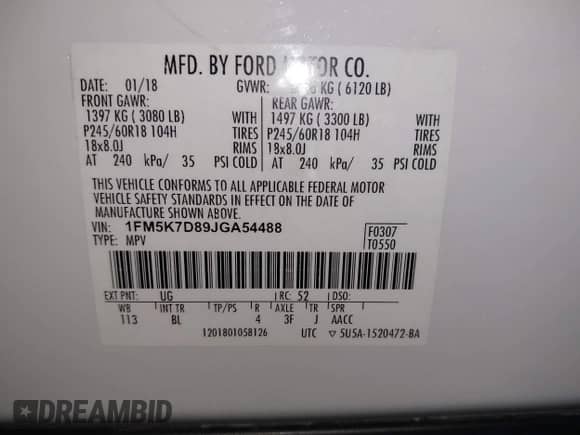 MFD. BY FORD MOTOR CO.
DATE: 01/18 GVWR: KG ( 6120 LB)
FRONT GAWR: REAR GAWR:
1397 KG ( 3080 LB) WITH 1497 KG ( 3300 LB) WITH
P245/60R18 104H TIRES P245/60R18 104H TIRES
18x8.0J RIMS 18x8.0J RIMS
AT 240 kPa/ 35 PSI COLD AT 240 kPa/ 35 PSI COLD
THIS VEHICLE CONFORMS TO ALL APPLICABLE FEDERAL MOTOR
VEHICLE SAFETY STANDARDS IN EFFECT ON THE DATE OF
MANUFACTURE SHOWN ABOVE.
VIN: 1FM5K7D89JGA54488 F0307
TYPE: MPV T0550
EXT PNT: UG RC: 52 DSO:
WB INT TR TP/PS R AXLE TR SPR
113 BL 4 3F J AACC
1201801058126 UTC ▽ 5U5A-1520472-BA
DREAMBID